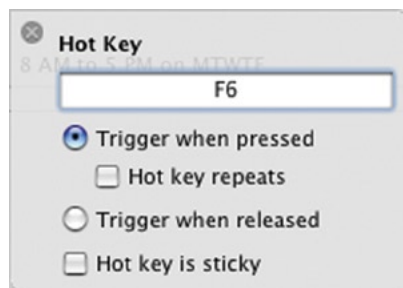 Hot Key
8 AM to 5 PM on MTWTF
F6
Trigger when pressed
Hot key repeats
Trigger when released
Hot key is sticky